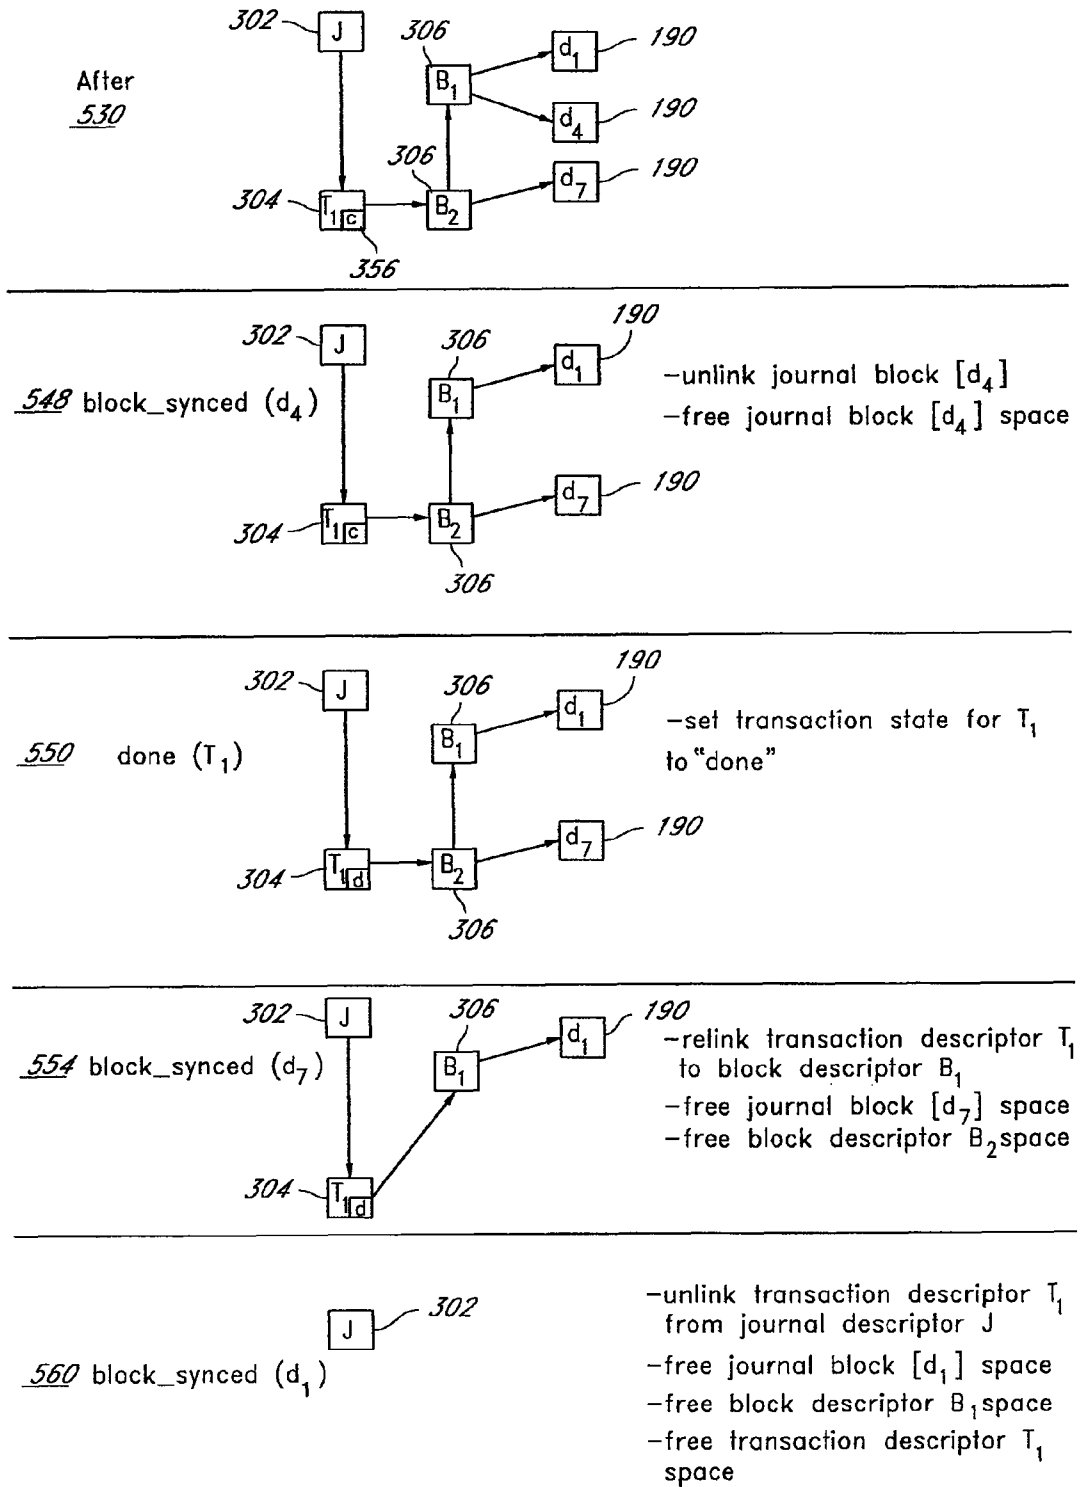 302 J
306
d1 190
After
530
B1
d4 190
306
d7 190
304 T1 c
B2
356
302 J
306
190
d1
548 block_synced (d4)
B1
-unlink journal block [d4]
-free journal block [d4] space
d7 190
304 T1 c
B2
306
302 J
306
190
d1
550 done (T1)
B1
-set transaction state for T1
to "done"
d7 190
304 T1 d
B2
306
302 J
306
190
d1
554 block_synced (d7)
B1
-relink transaction descriptor T1
to block descriptor B1
-free journal block [d7] space
-free block descriptor B2 space
304 T1 d
J 302
560 block_synced (d1)
-unlink transaction descriptor T1
from journal descriptor J
-free journal block [d1] space
-free block descriptor B1 space
-free transaction descriptor T1
space